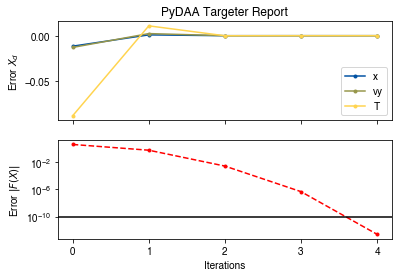 PyDAA Targeter Report
0.00
−0.05
Error X_d
x
vy
T
10⁻²
10⁻⁶
10⁻¹⁰
Error |F(X)|
0 1 2 3 4
Iterations